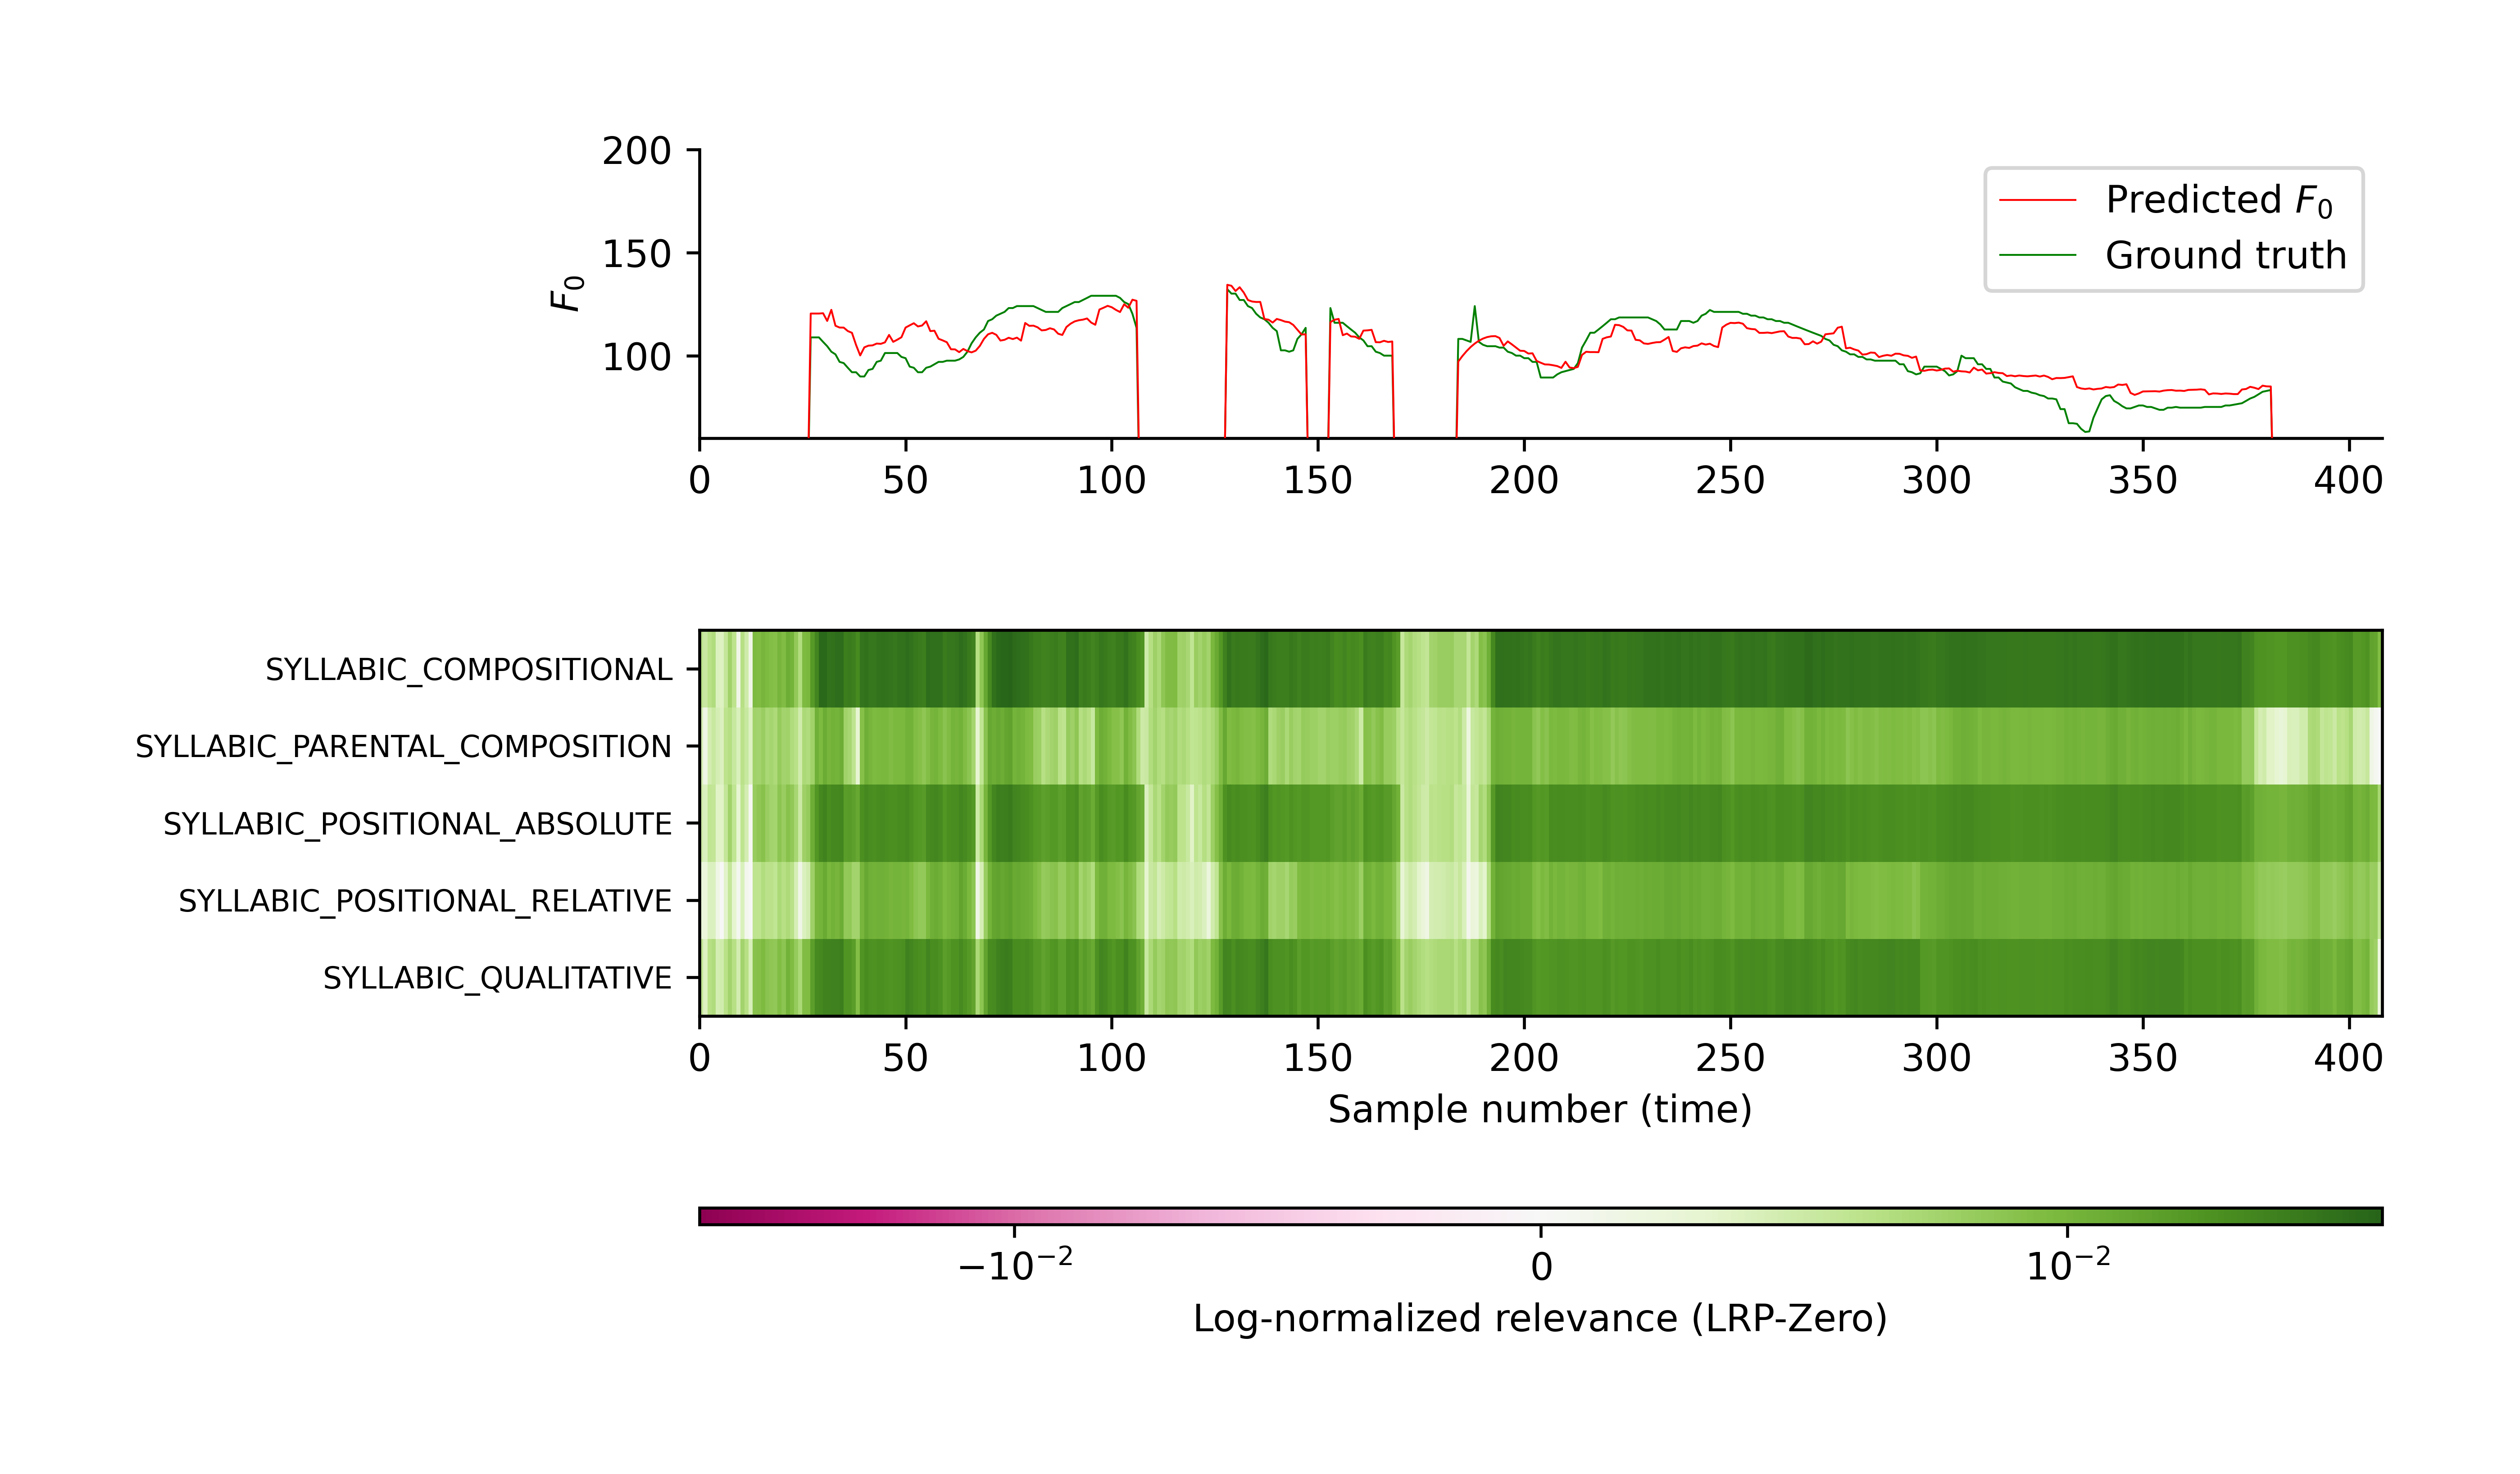 200
150
100
F₀
Predicted F₀
Ground truth
0 50 100 150 200 250 300 350 400
SYLLABIC_COMPOSITIONAL
SYLLABIC_PARENTAL_COMPOSITION
SYLLABIC_POSITIONAL_ABSOLUTE
SYLLABIC_POSITIONAL_RELATIVE
SYLLABIC_QUALITATIVE
0 50 100 150 200 250 300 350 400
Sample number (time)
−10⁻² 0 10⁻²
Log-normalized relevance (LRP-Zero)